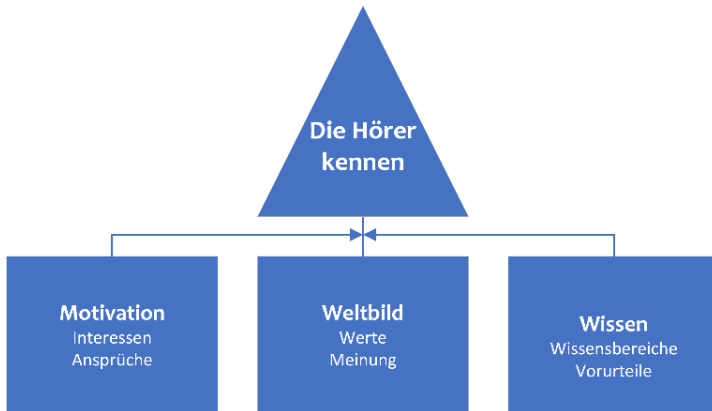 Die Hörer
kennen
Motivation
Interessen
Ansprüche
Weltbild
Werte
Meinung
Wissen
Wissensbereiche
Vorurteile